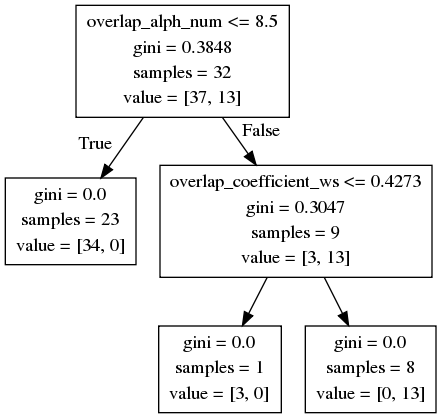 overlap_alph_num <= 8.5
gini = 0.3848
samples = 32
value = [37, 13]
True
False
gini = 0.0
samples = 23
value = [34, 0]
overlap_coefficient_ws <= 0.4273
gini = 0.3047
samples = 9
value = [3, 13]
gini = 0.0
samples = 1
value = [3, 0]
gini = 0.0
samples = 8
value = [0, 13]